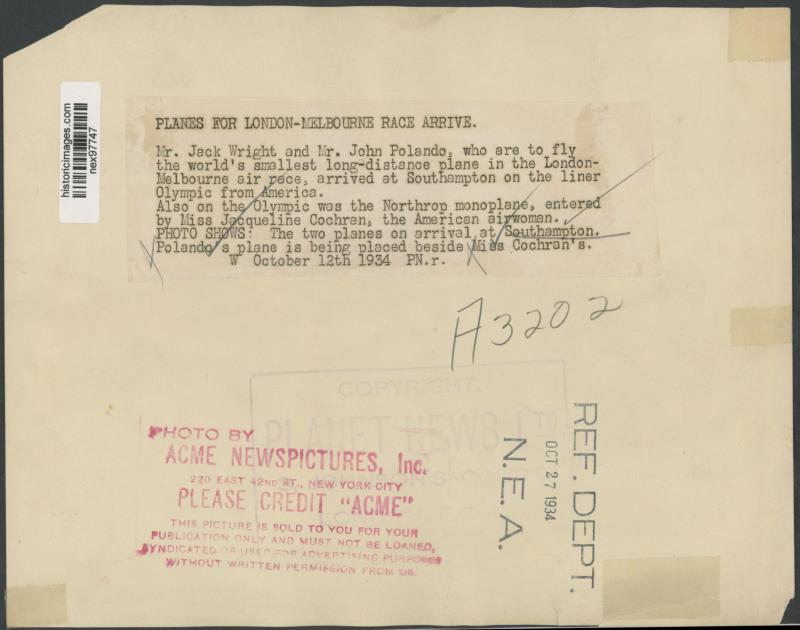 historicimages.com
nex97747
PLANES FOR LONDON-MELBOURNE RACE ARRIVE.
Mr. Jack Wright and Mr. John Polando, who are to fly
the world's smallest long-distance plane in the London-
Melbourne air race, arrived at Southampton on the liner
Olympic from America.
Also on the Olympic was the Northrop monoplane, entered
by Miss Jacqueline Cochran, the American airwoman.
PHOTO SHOWS: The two planes on arrival at Southampton.
Polando's plane is being placed beside Miss Cochran's.
W October 12th 1934 PN.r.
A3202
COPYRIGHT.
PLANET NEWS LTD
PHOTO BY
ACME NEWSPICTURES, Inc.
220 EAST 42ND ST., NEW YORK CITY
PLEASE CREDIT "ACME"
THIS PICTURE IS SOLD TO YOU FOR YOUR
PUBLICATION ONLY AND MUST NOT BE LOANED,
SYNDICATED OR USED FOR ADVERTISING PURPOSES
WITHOUT WRITTEN PERMISSION FROM US.
REF. DEPT.
OCT 27 1934
N.E.A.